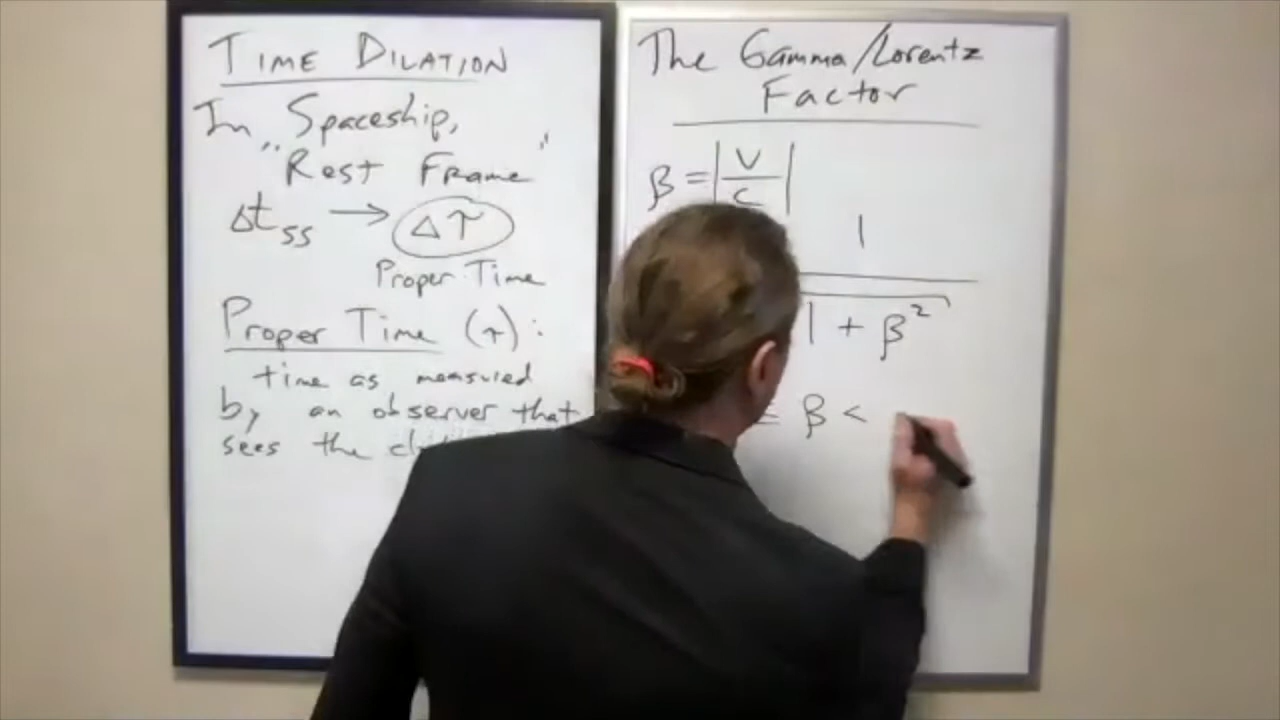 TIME DILATION
In Spaceship,
"Rest Frame"
Δt_ss → Δτ
Proper Time
Proper Time (τ):
time as measured
by an observer that
sees the
The Gamma/Lorentz
Factor
β = |v/c|
1
1 + β²
≤ β <